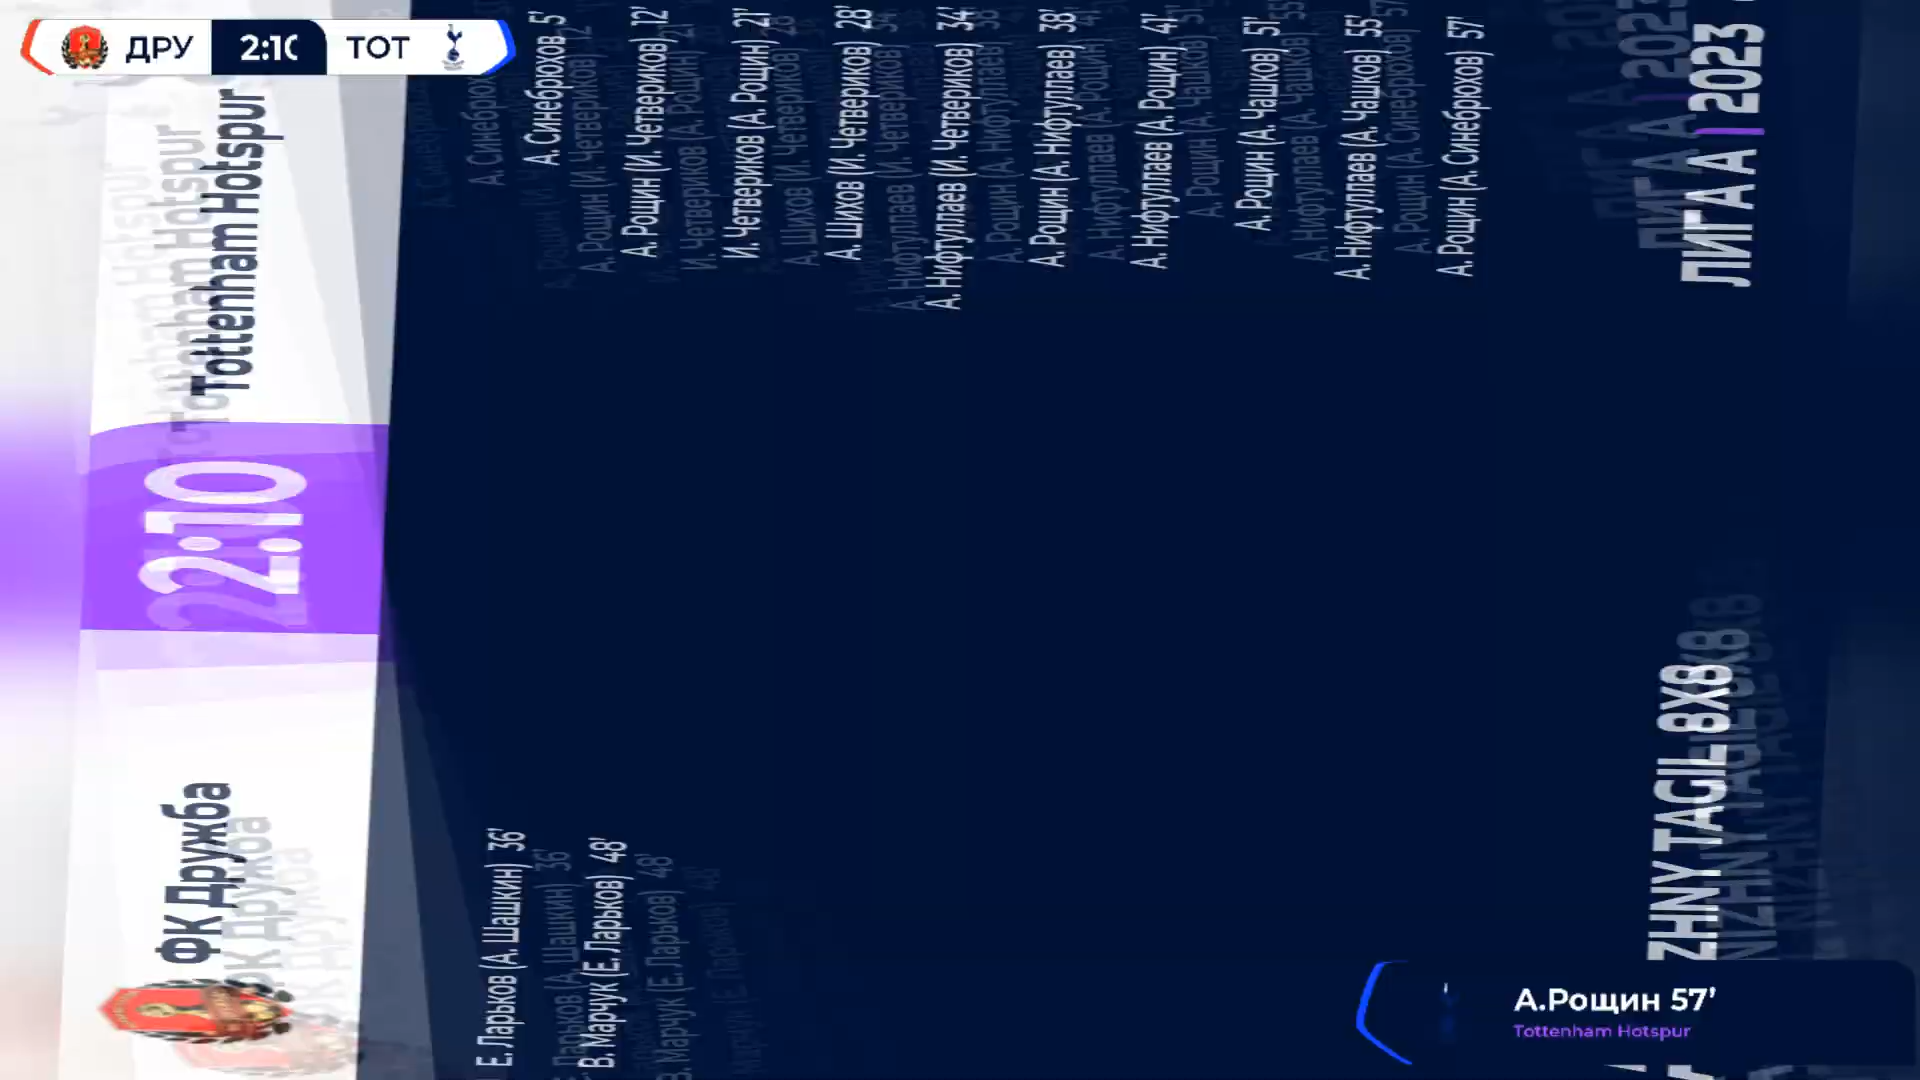 ДРУ 2:10 ТОТ
ФК Дружба 2:10 Tottenham Hotspur
Е. Ларьков (А. Шашкин) 36'
В. Марчук (Е. Ларьков) 48'
А. Синебрюхов 5'
А. Рощин (И. Четвериков) 12'
И. Четвериков (А. Рощин) 21'
А. Шихов (И. Четвериков) 28'
А. Нифтуллаев (И. Четвериков) 34'
А. Рощин (А. Нифтуллаев) 38'
А. Нифтуллаев (А. Рощин) 41'
А. Рощин (А. Чашков) 51'
А. Нифтуллаев (А. Чашков) 55'
А. Рощин (А. Синебрюхов) 57'
ZHNY TAGIL 8X8
ЛИГА А | 2023
А.Рощин 57’
Tottenham Hotspur